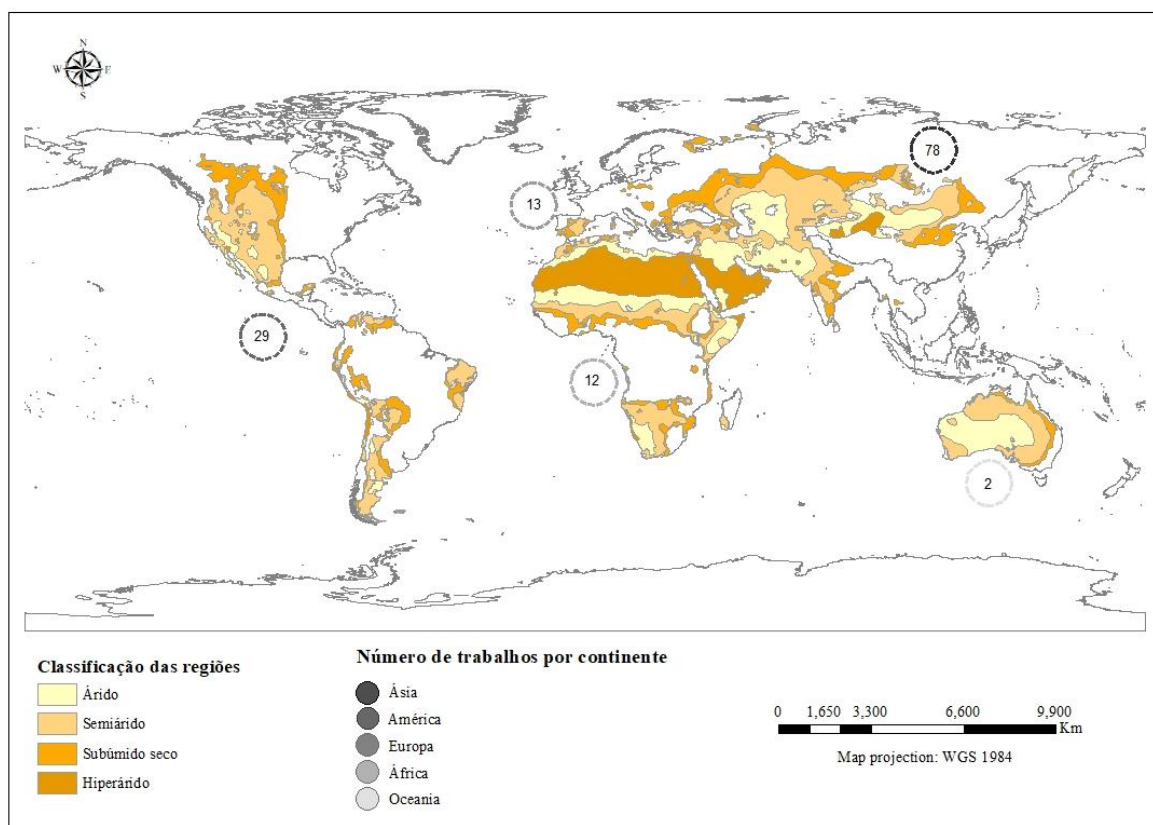 N
W E
S
78
13
29
12
2
Classificação das regiões
Árido
Semiárido
Subúmido seco
Hiperárido
Número de trabalhos por continente
Ásia
América
Europa
África
Oceania
0 1,650 3,300 6,600 9,900
Km
Map projection: WGS 1984